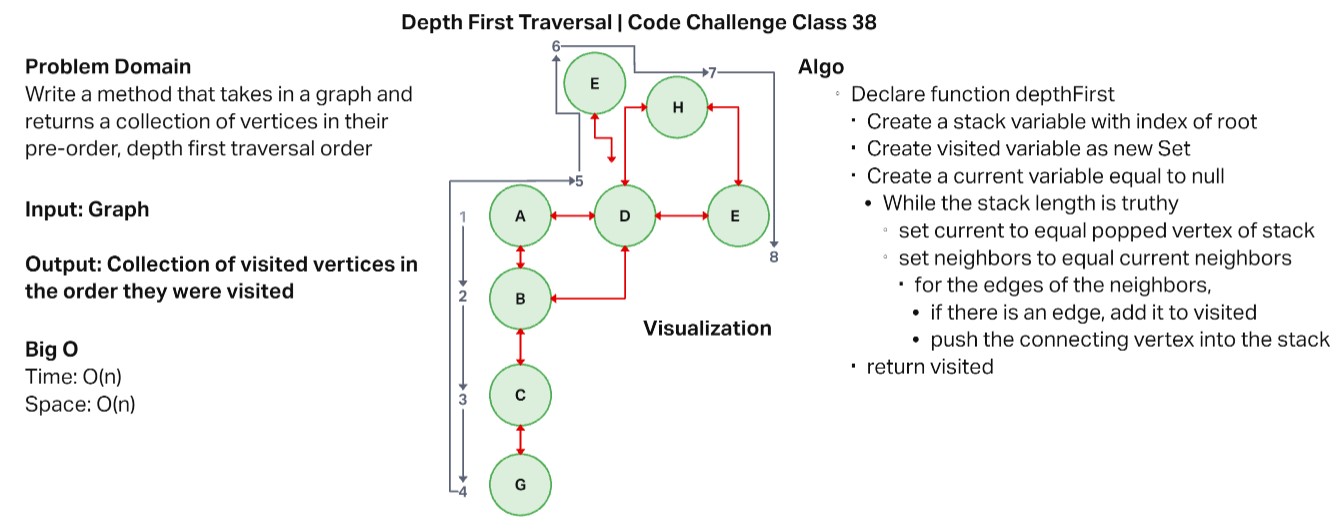 Depth First Traversal | Code Challenge Class 38
Problem Domain
Write a method that takes in a graph and
returns a collection of vertices in their
pre-order, depth first traversal order
Input: Graph
Output: Collection of visited vertices in
the order they were visited
Big O
Time: O(n)
Space: O(n)
6
7
E
H
5
1
A
D
E
8
2
B
Visualization
3
C
4
G
Algo
Declare function depthFirst
Create a stack variable with index of root
Create visited variable as new Set
Create a current variable equal to null
While the stack length is truthy
set current to equal popped vertex of stack
set neighbors to equal current neighbors
for the edges of the neighbors,
if there is an edge, add it to visited
push the connecting vertex into the stack
return visited